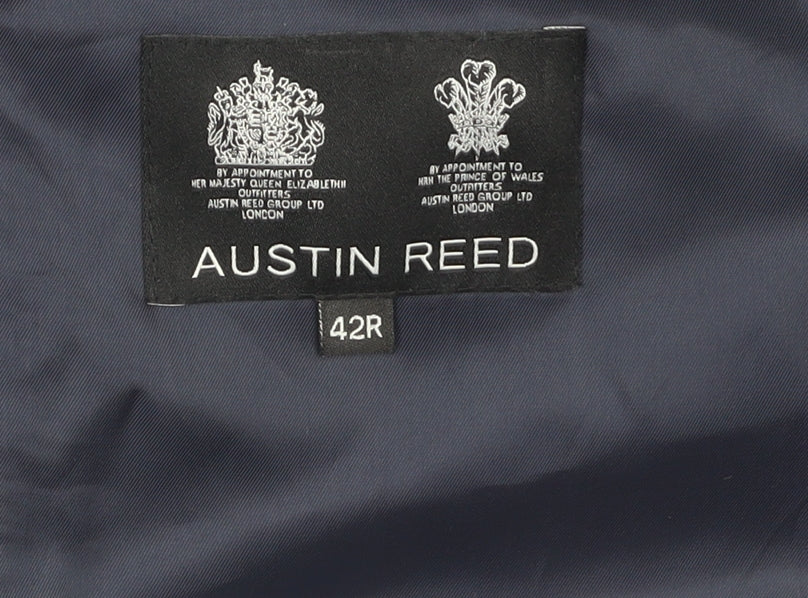 BY APPOINTMENT TO
HER MAJESTY QUEEN ELIZABETH II
OUTFITTERS
AUSTIN REED GROUP LTD
LONDON
BY APPOINTMENT TO
HRH THE PRINCE OF WALES
OUTFITTERS
AUSTIN REED GROUP LTD
LONDON
AUSTIN REED
42R